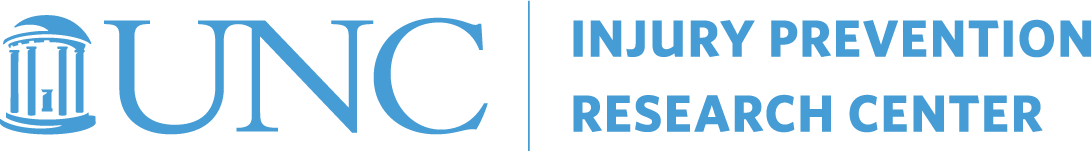 UNC
INJURY PREVENTION
RESEARCH CENTER